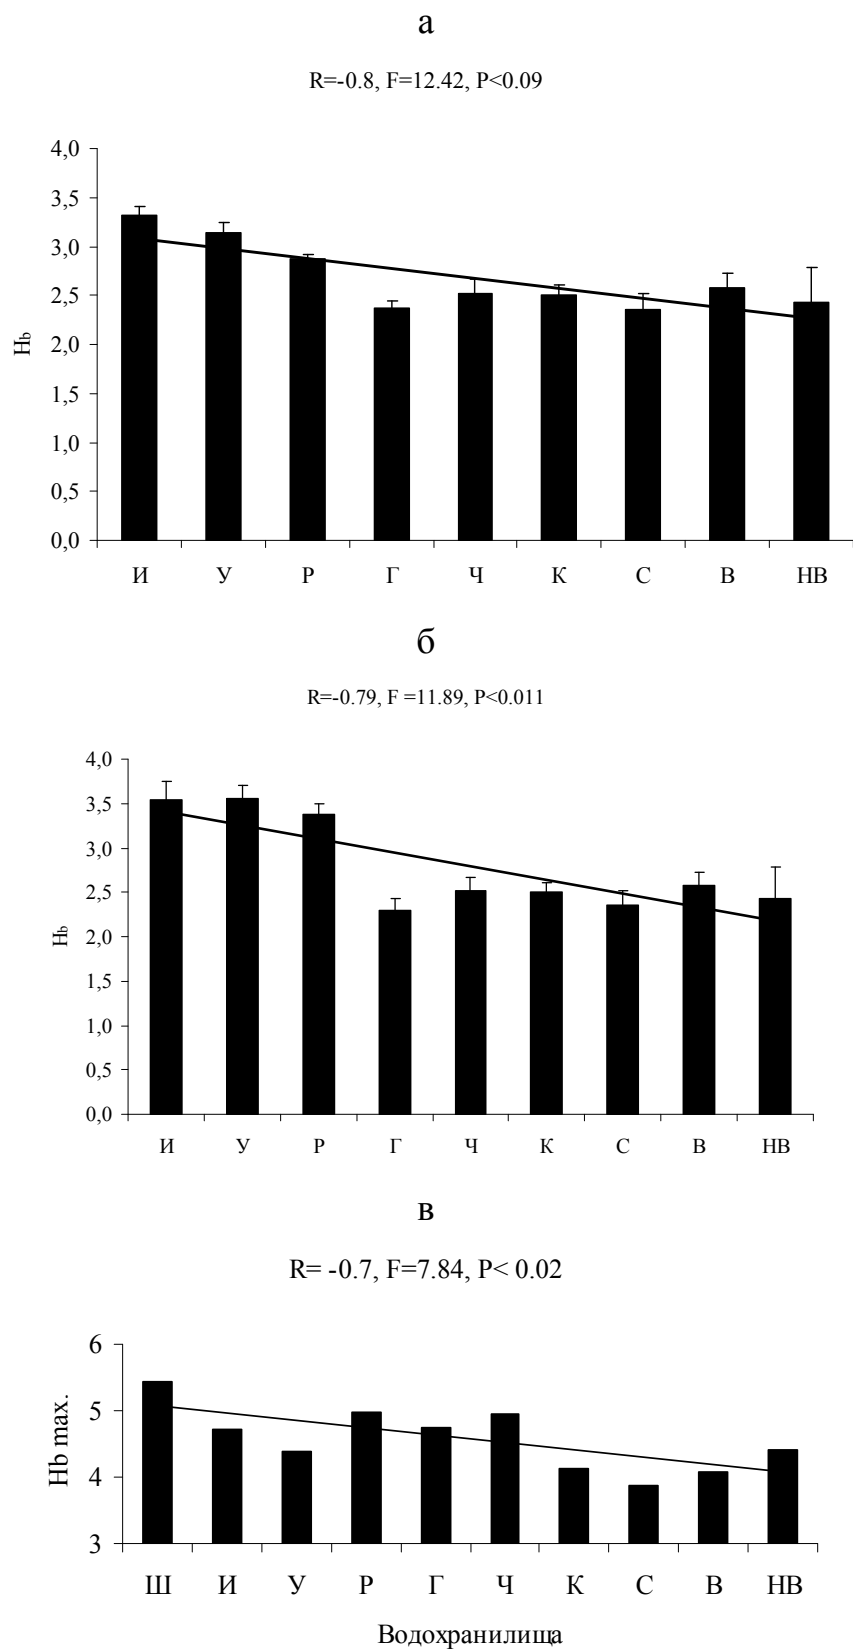 а
R=-0.8, F=12.42, P<0.09
4,0
3,5
3,0
2,5
2,0
1,5
1,0
0,5
0,0
Hb
И У Р Г Ч К С В НВ
б
R=-0.79, F =11.89, P<0.011
4,0
3,5
3,0
2,5
2,0
1,5
1,0
0,5
0,0
Hb
И У Р Г Ч К С В НВ
в
R= -0.7, F=7.84, P< 0.02
6
5
4
3
Hb max.
Ш И У Р Г Ч К С В НВ
Водохранилища